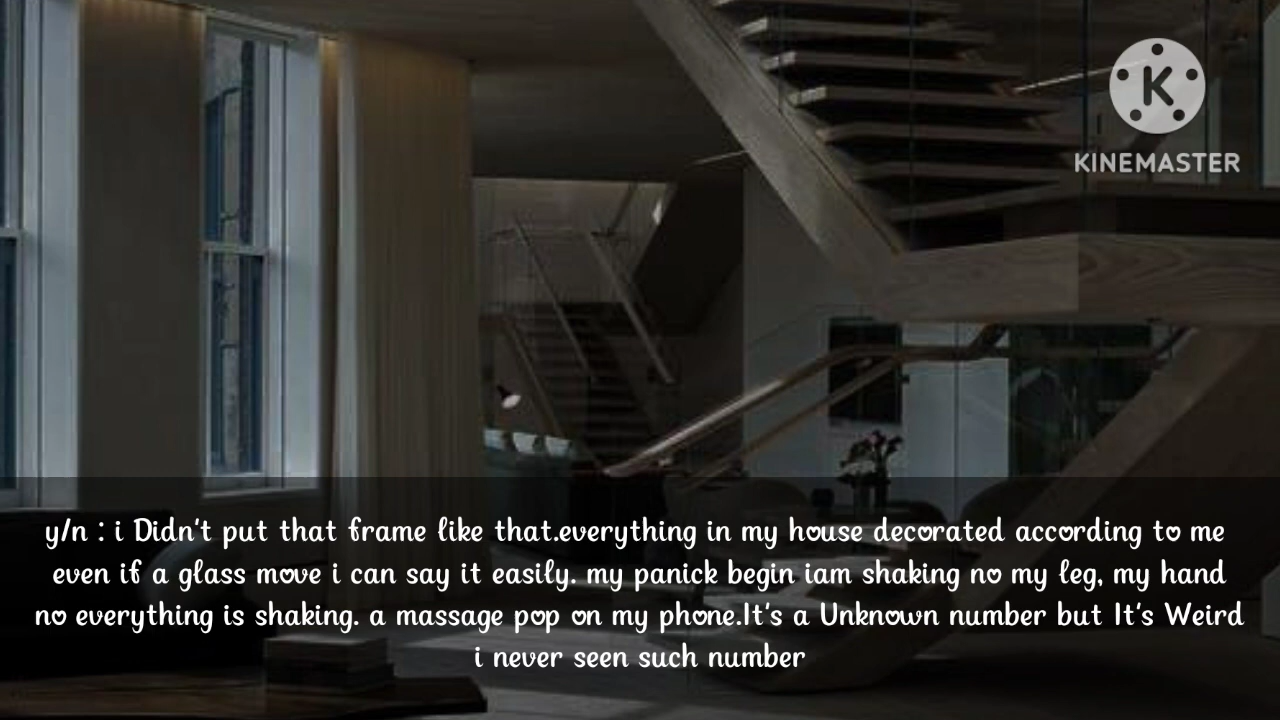 K
KINEMASTER
y/n : i Didn't put that frame like that.everything in my house decorated according to me
even if a glass move i can say it easily. my panick begin iam shaking no my leg, my hand
no everything is shaking. a massage pop on my phone.It's a Unknown number but It's Weird
i never seen such number